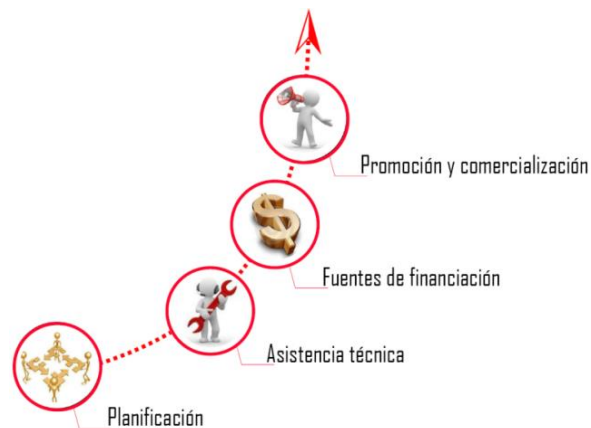 Promoción y comercialización
Fuentes de financiación
Asistencia técnica
Planificación